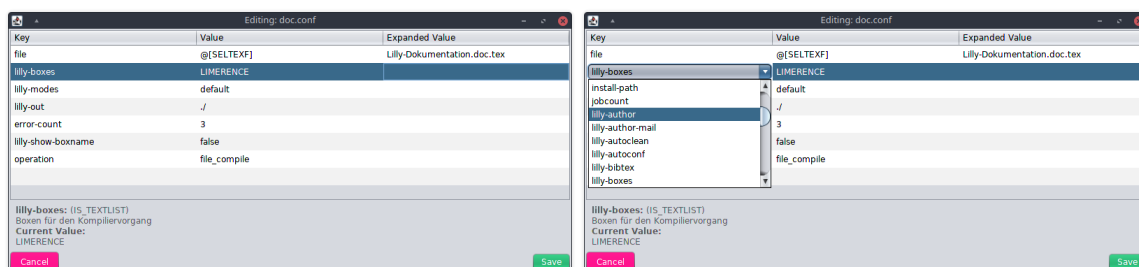 Editing: doc.conf
Key Value Expanded Value
file @[SELTEXF] Lilly-Dokumentation.doc.tex
lilly-boxes LIMERENCE
lilly-modes default
lilly-out ./
error-count 3
lilly-show-boxname false
operation file_compile
lilly-boxes: (IS_TEXTLIST)
Boxen für den Kompiliervorgang
Current Value:
LIMERENCE
Cancel Save
Editing: doc.conf
Key Value Expanded Value
file @[SELTEXF] Lilly-Dokumentation.doc.tex
lilly-boxes LIMERENCE
install-path default
jobcount ./
lilly-author 3
lilly-author-mail false
lilly-autoclean file_compile
lilly-autoconf
lilly-bibtex
lilly-boxes
lilly-boxes: (IS_TEXTLIST)
Boxen für den Kompiliervorgang
Current Value:
LIMERENCE
Cancel Save